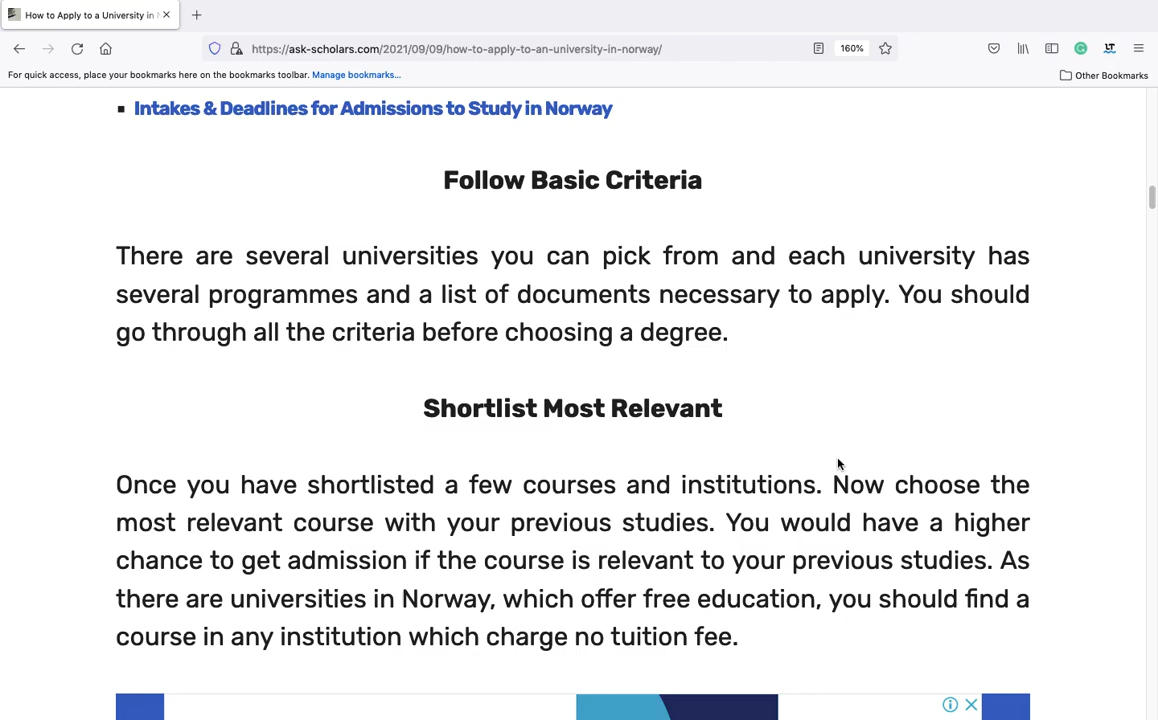 How to Apply to a University in N
https://ask-scholars.com/2021/09/09/how-to-apply-to-an-university-in-norway/
160%
For quick access, place your bookmarks here on the bookmarks toolbar. Manage bookmarks...
Other Bookmarks
Intakes & Deadlines for Admissions to Study in Norway
Follow Basic Criteria
There are several universities you can pick from and each university has
several programmes and a list of documents necessary to apply. You should
go through all the criteria before choosing a degree.
Shortlist Most Relevant
Once you have shortlisted a few courses and institutions. Now choose the
most relevant course with your previous studies. You would have a higher
chance to get admission if the course is relevant to your previous studies. As
there are universities in Norway, which offer free education, you should find a
course in any institution which charge no tuition fee.